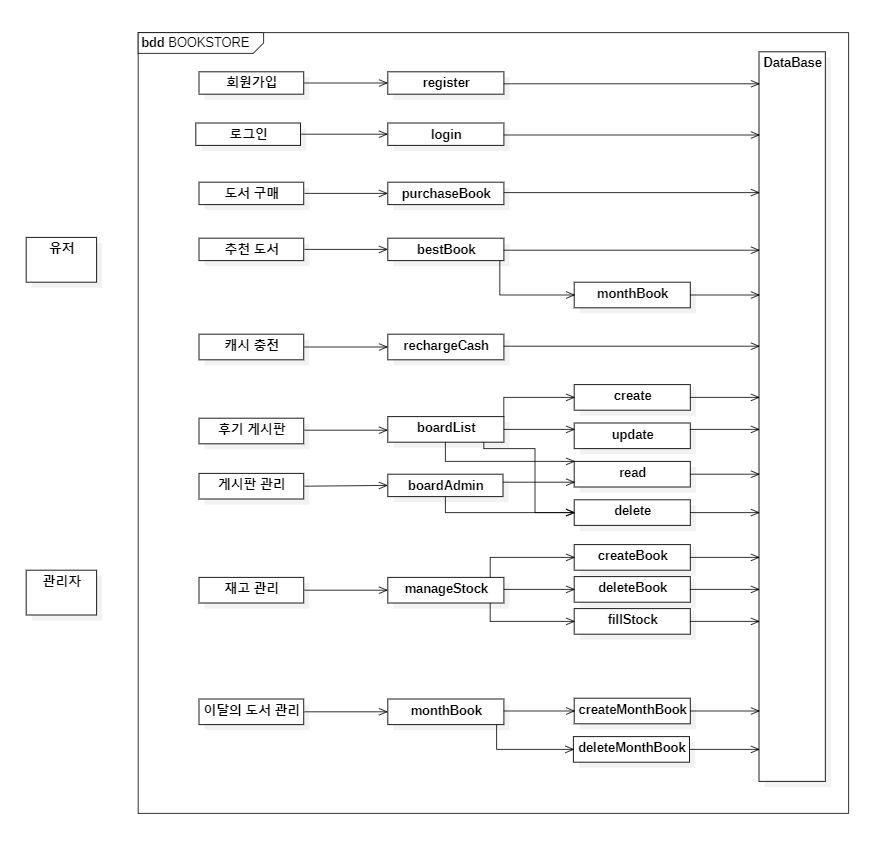 bdd BOOKSTORE
DataBase
회원가입
register
로그인
login
도서 구매
purchaseBook
유저
추천 도서
bestBook
monthBook
캐시 충전
rechargeCash
create
후기 게시판
boardList
update
read
게시판 관리
boardAdmin
delete
createBook
관리자
재고 관리
manageStock
deleteBook
fillStock
이달의 도서 관리
monthBook
createMonthBook
deleteMonthBook